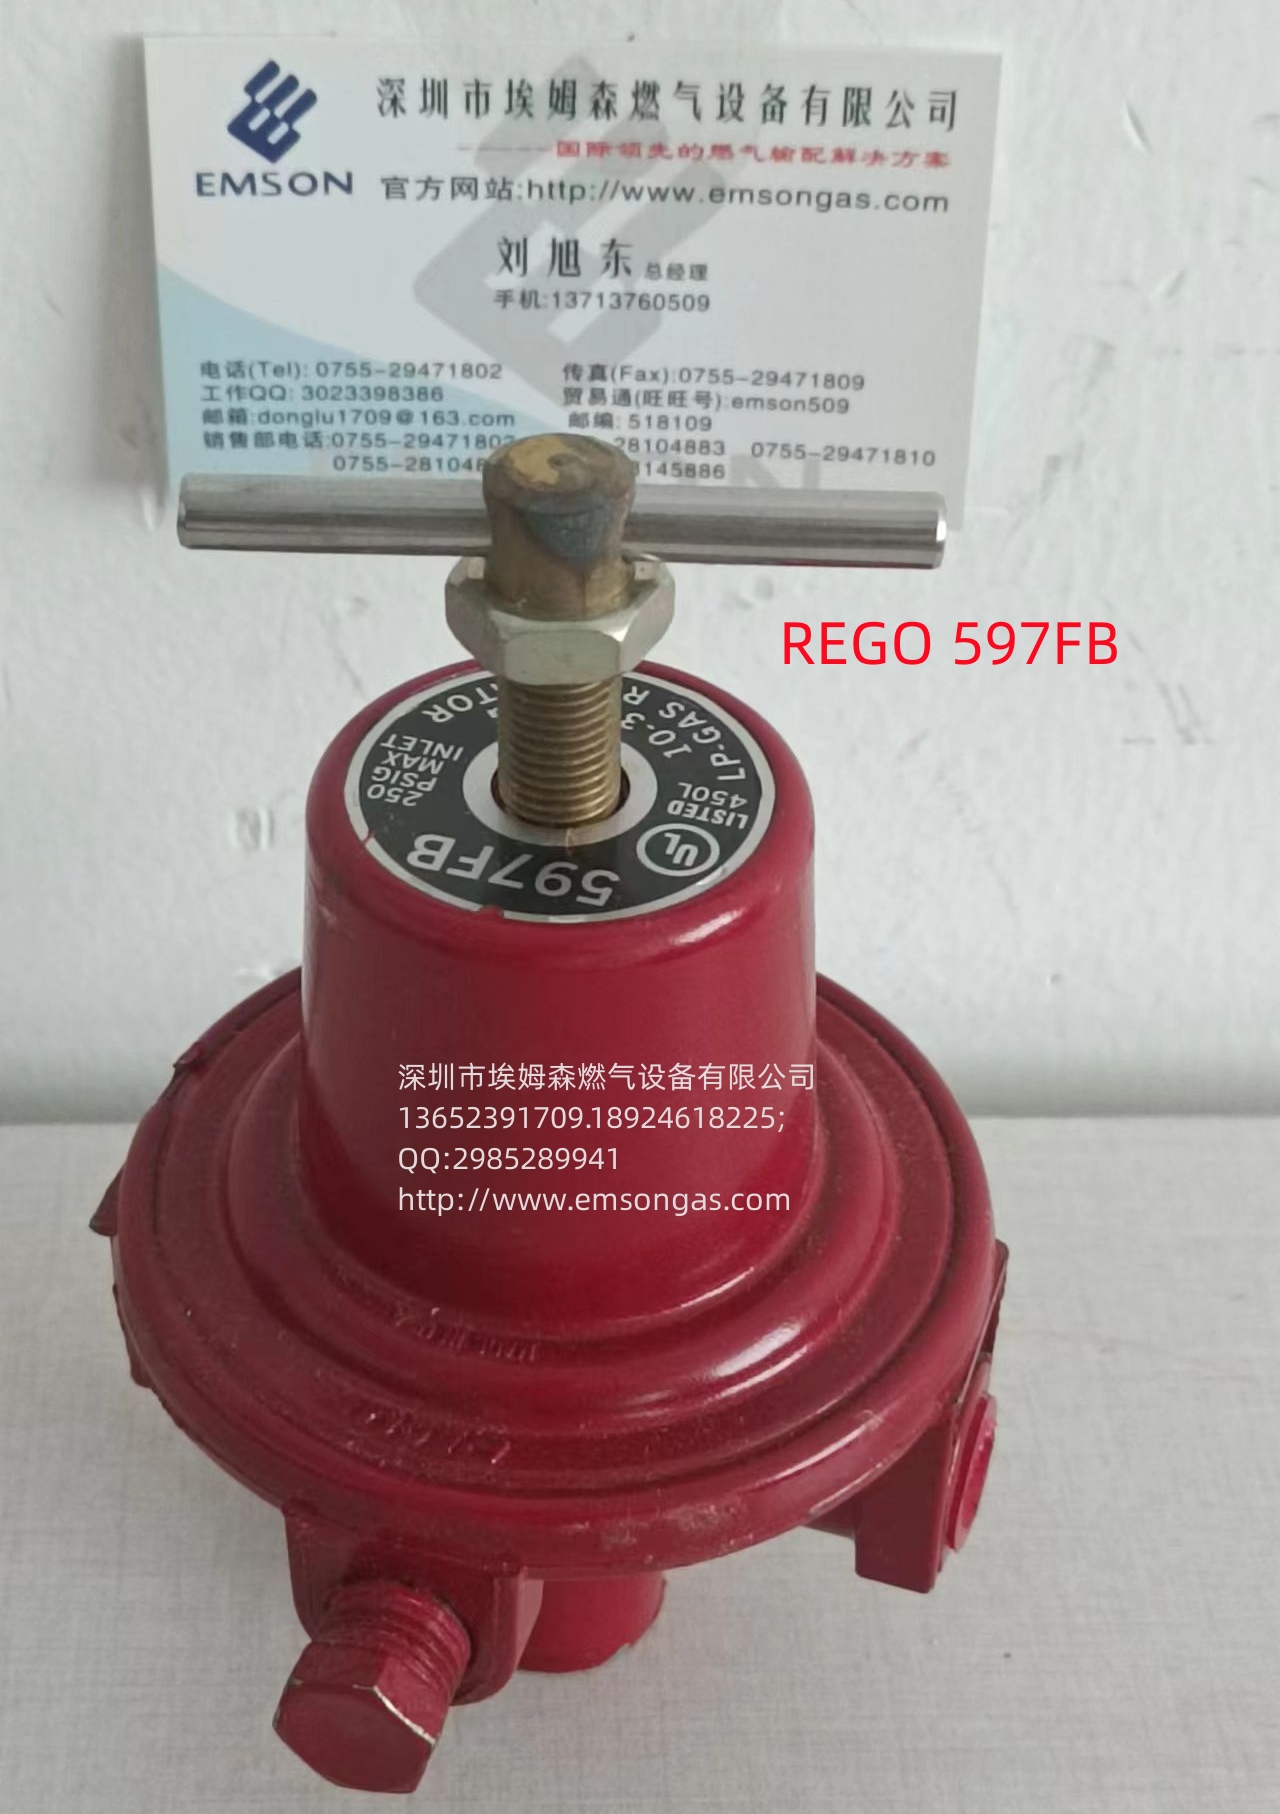 深圳市埃姆森燃气设备有限公司
-----国际领先的燃气输配解决方案
EMSON
官方网站:http://www.emsongas.com
刘旭东 总经理
手机:13713760509
电话(Tel): 0755-29471802
传真(Fax):0755-29471809
工作QQ: 3023398386
贸易通(旺旺号):emson509
邮箱:donglu1709@163.com
邮编: 518109
销售部电话:0755-29471802
28104883 0755-29471810
0755-28104
145886
REGO 597FB
LP.GAS R
TOR
10.3
250
PSIG
MAX
INLET
UL
LISTED
450L
597FB
深圳市埃姆森燃气设备有限公司
13652391709.18924618225;
QQ:2985289941
http://www.emsongas.com